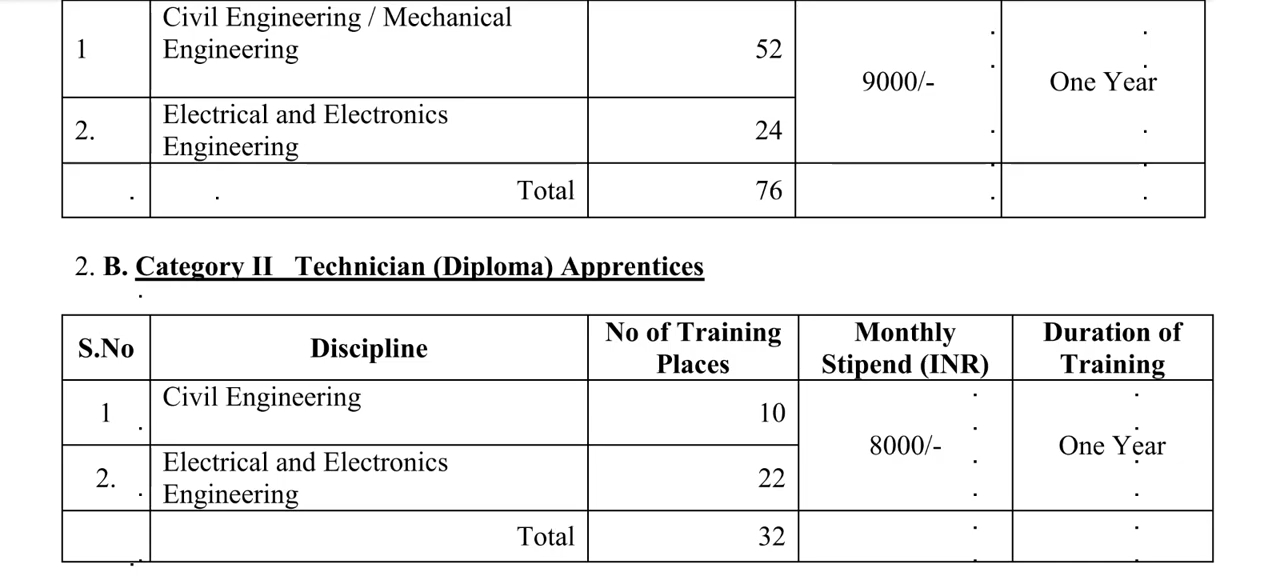 Civil Engineering / Mechanical
1 Engineering 52
9000/- One Year
Electrical and Electronics
2. 24
Engineering
Total 76
2. B. Category II Technician (Diploma) Apprentices
No of Training Monthly Duration of
S.No Discipline
Places Stipend (INR) Training
Civil Engineering
1 10
8000/- One Year
Electrical and Electronics
2. 22
Engineering
Total 32